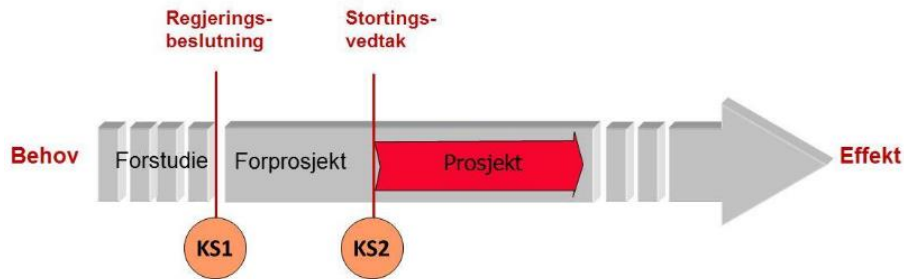 Regjerings-
beslutning
Stortings-
vedtak
Behov
Forstudie
Forprosjekt
Prosjekt
Effekt
KS1
KS2